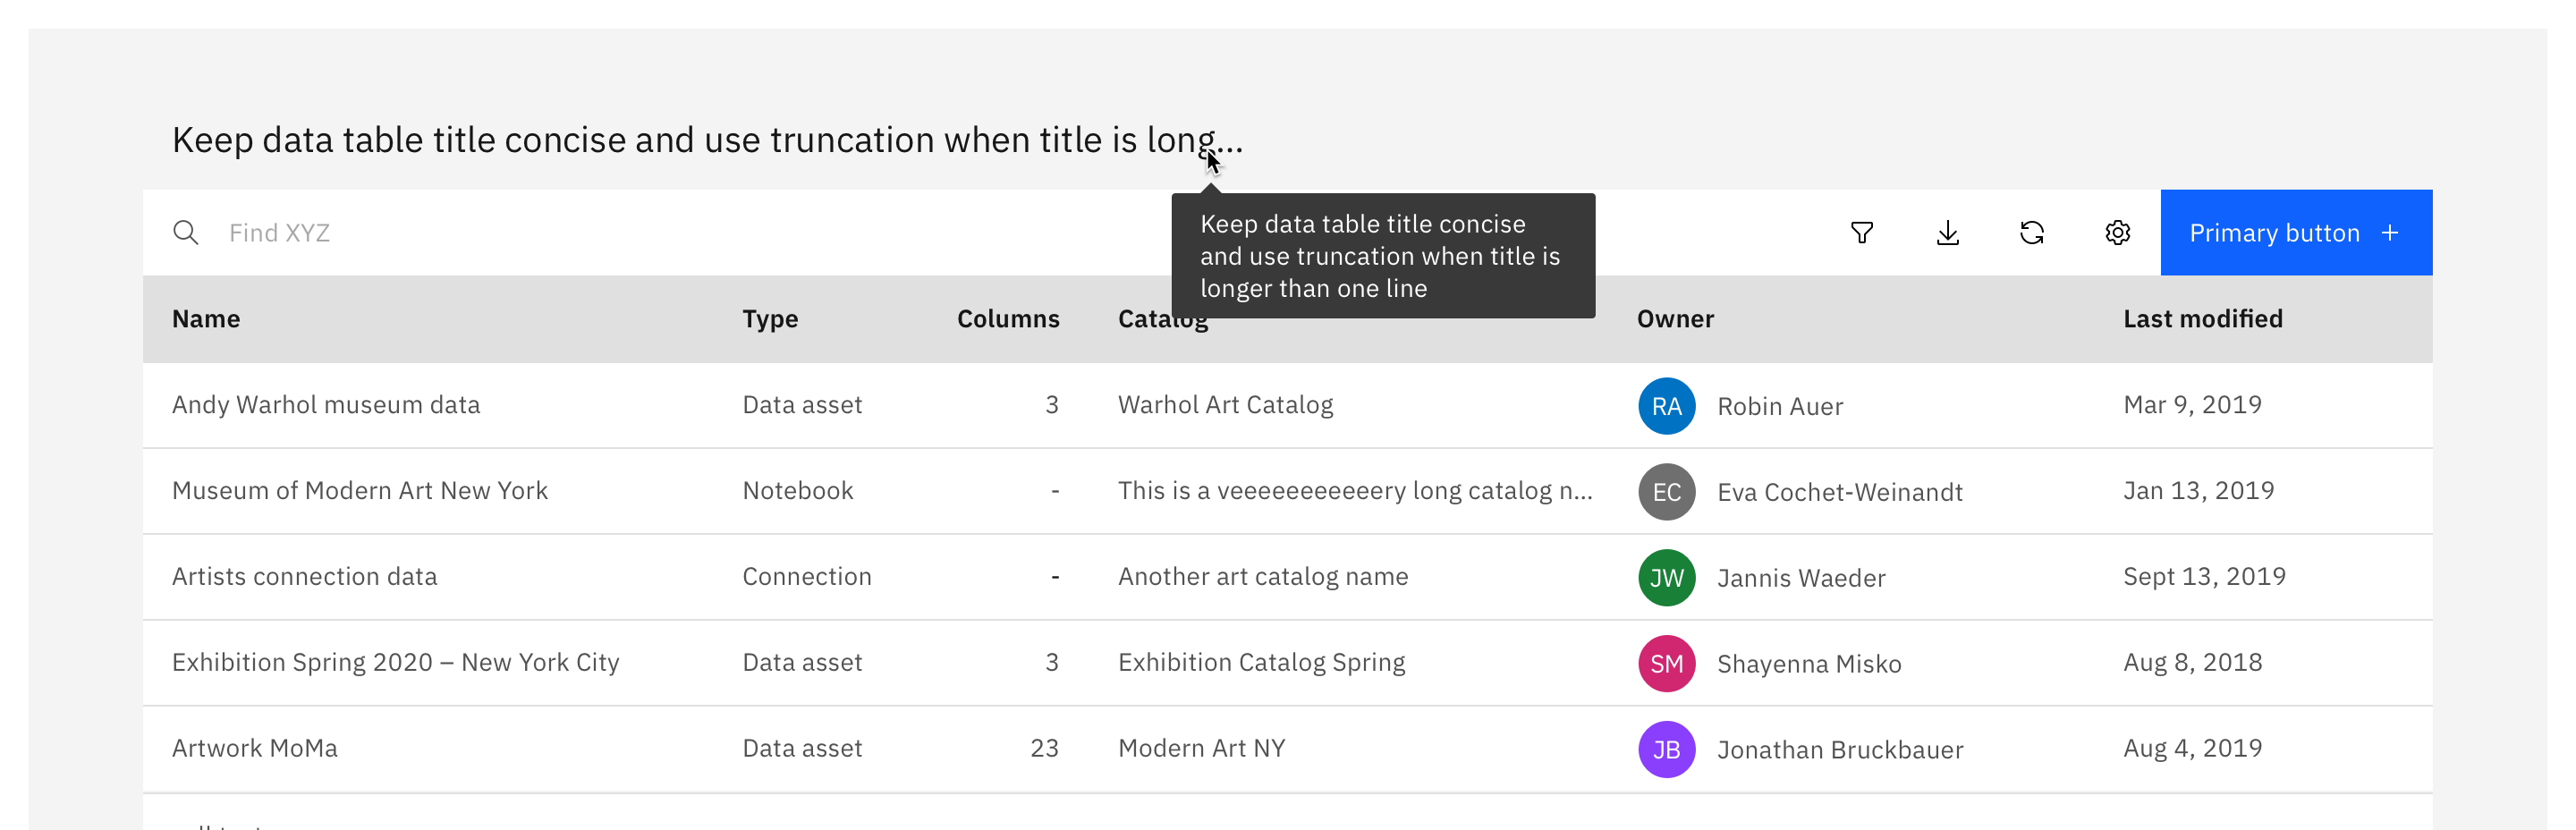 Keep data table title concise and use truncation when title is long...
Find XYZ
Keep data table title concise
and use truncation when title is
longer than one line
Primary button +
Name Type Columns Catalog Owner Last modified
Andy Warhol museum data Data asset 3 Warhol Art Catalog RA Robin Auer Mar 9, 2019
Museum of Modern Art New York Notebook - This is a veeeeeeeeeeery long catalog n... EC Eva Cochet-Weinandt Jan 13, 2019
Artists connection data Connection - Another art catalog name JW Jannis Waeder Sept 13, 2019
Exhibition Spring 2020 – New York City Data asset 3 Exhibition Catalog Spring SM Shayenna Misko Aug 8, 2018
Artwork MoMa Data asset 23 Modern Art NY JB Jonathan Bruckbauer Aug 4, 2019